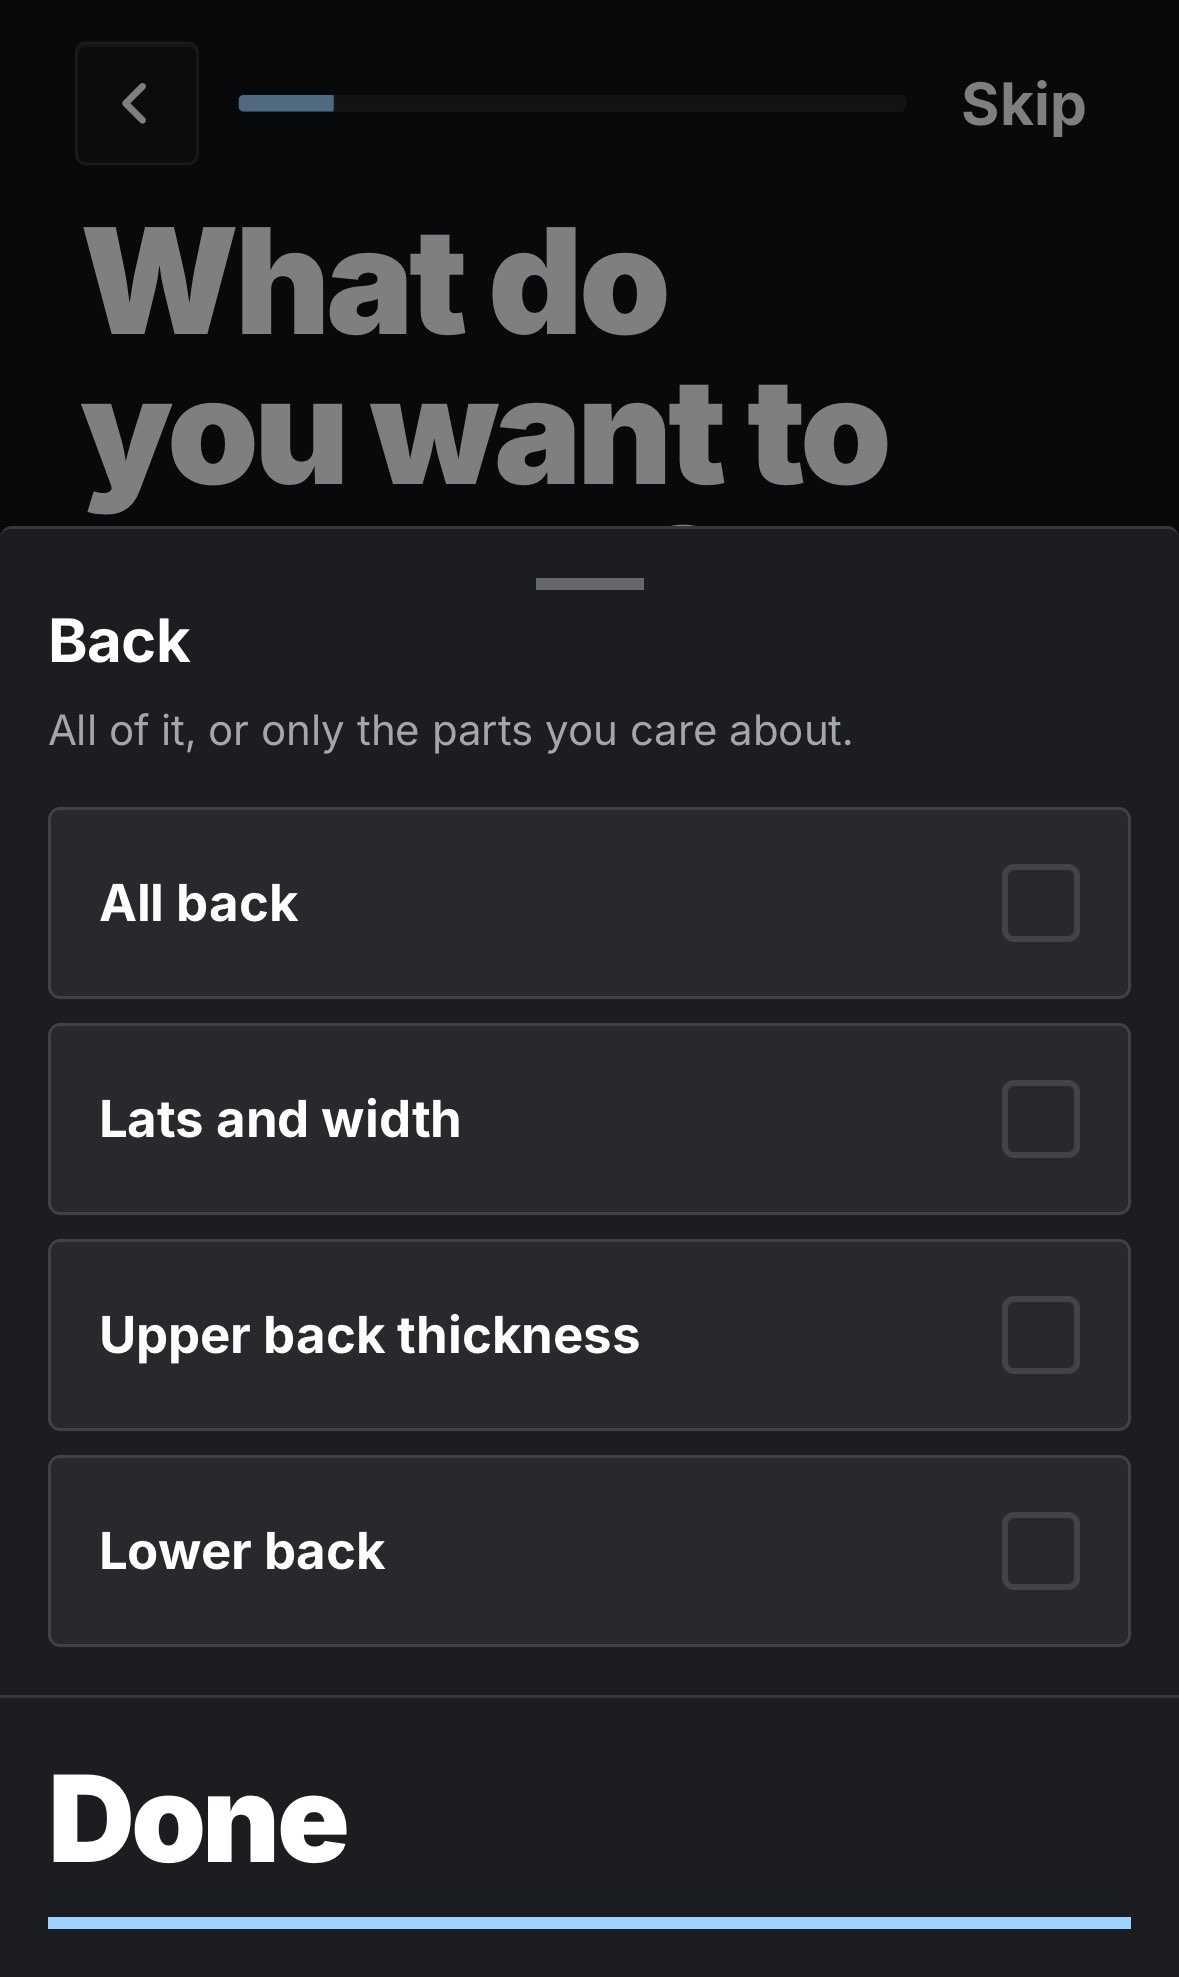 Skip
What do
you want to
Back
All of it, or only the parts you care about.
All back
Lats and width
Upper back thickness
Lower back
Done